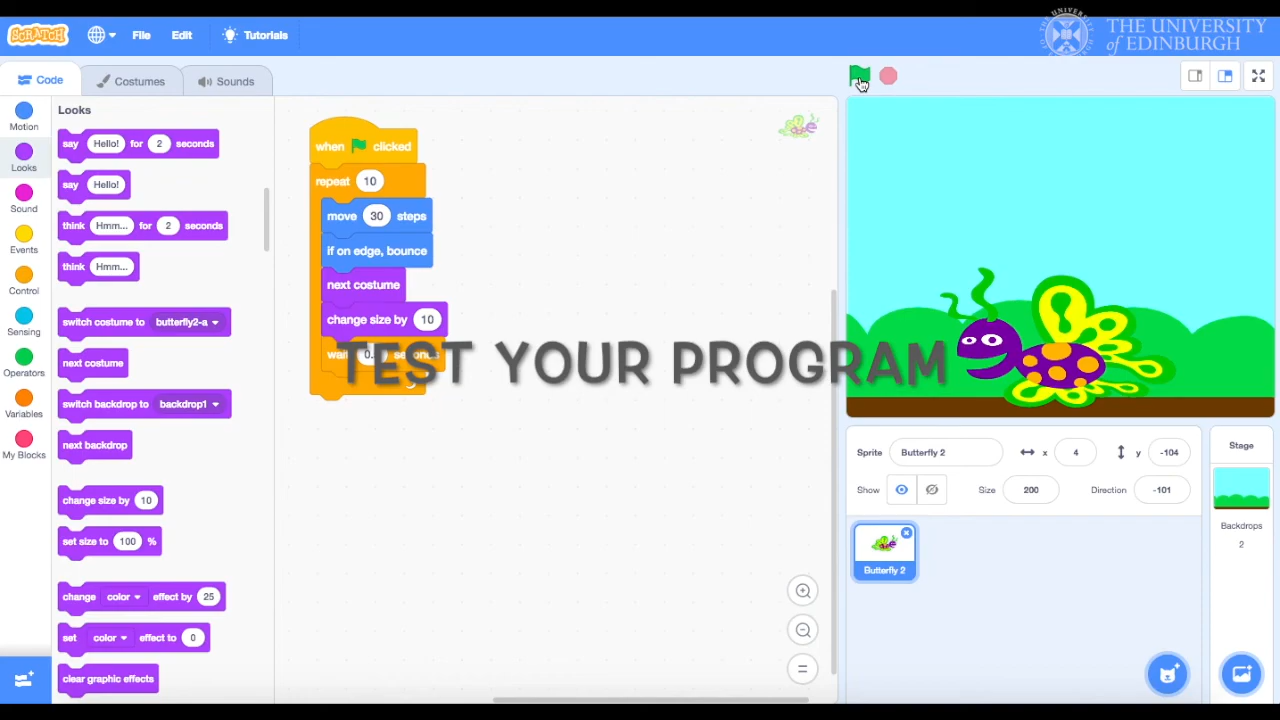 SCRATCH
File
Edit
Tutorials
THE UNIVERSITY
of EDINBURGH
Code
Costumes
Sounds
Motion
Looks
Sound
Events
Control
Sensing
Operators
Variables
My Blocks
Looks
say Hello! for 2 seconds
say Hello!
think Hmm... for 2 seconds
think Hmm...
switch costume to butterfly2-a
next costume
switch backdrop to backdrop1
next backdrop
change size by 10
set size to 100 %
change color effect by 25
set color effect to 0
clear graphic effects
when clicked
repeat 10
move 30 steps
if on edge, bounce
next costume
change size by 10
wait seconds
TEST YOUR PROGRAM
Sprite Butterfly 2 x 4 y -104
Show Size 200 Direction -101
Butterfly 2
Stage
Backdrops
2